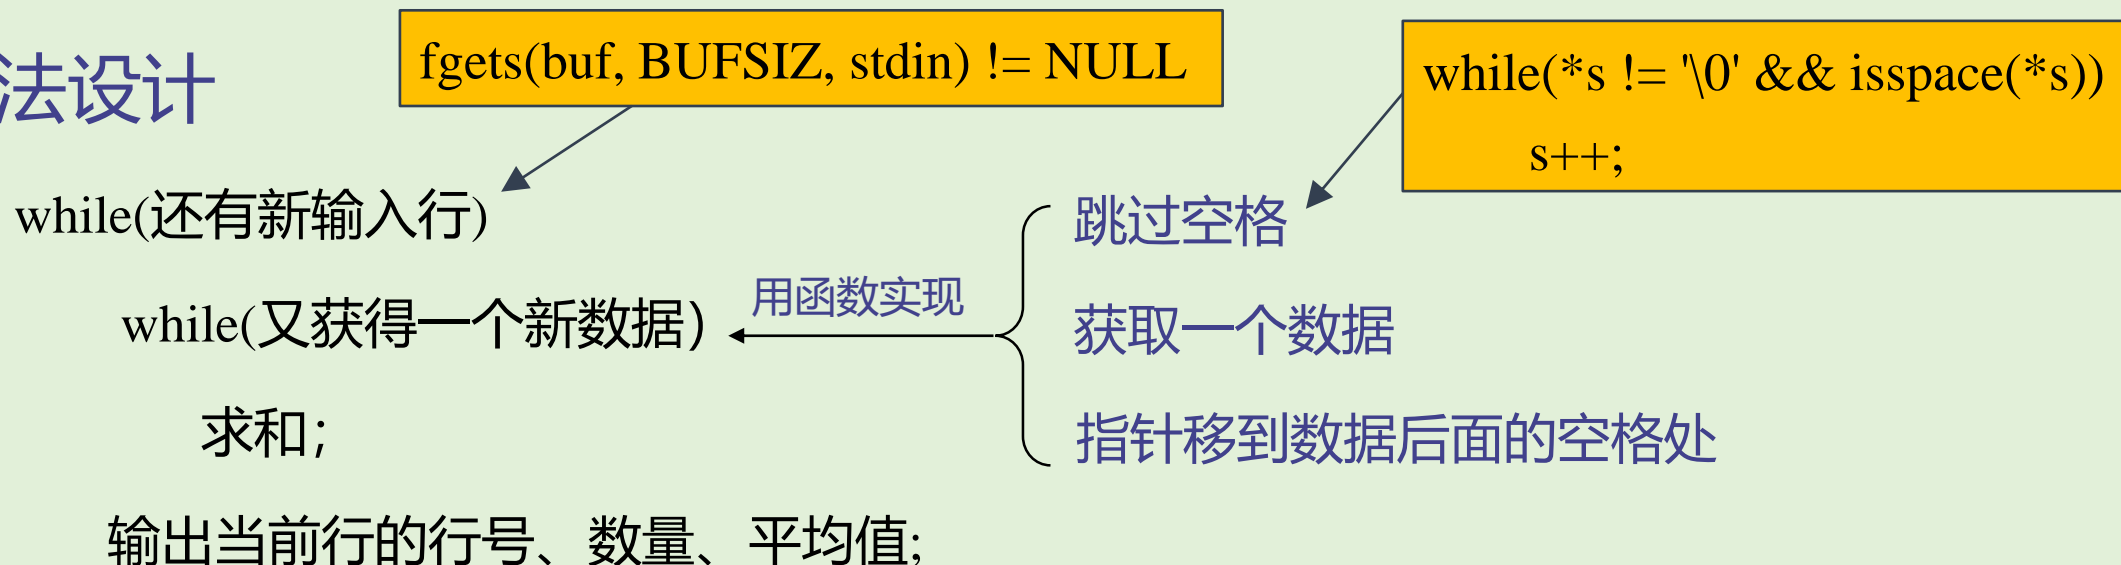 法设计
fgets(buf, BUFSIZ, stdin) != NULL
while(*s != '\0' && isspace(*s))
s++;
while(还有新输入行)
while(又获得一个新数据)
求和;
输出当前行的行号、数量、平均值;
用函数实现
跳过空格
获取一个数据
指针移到数据后面的空格处